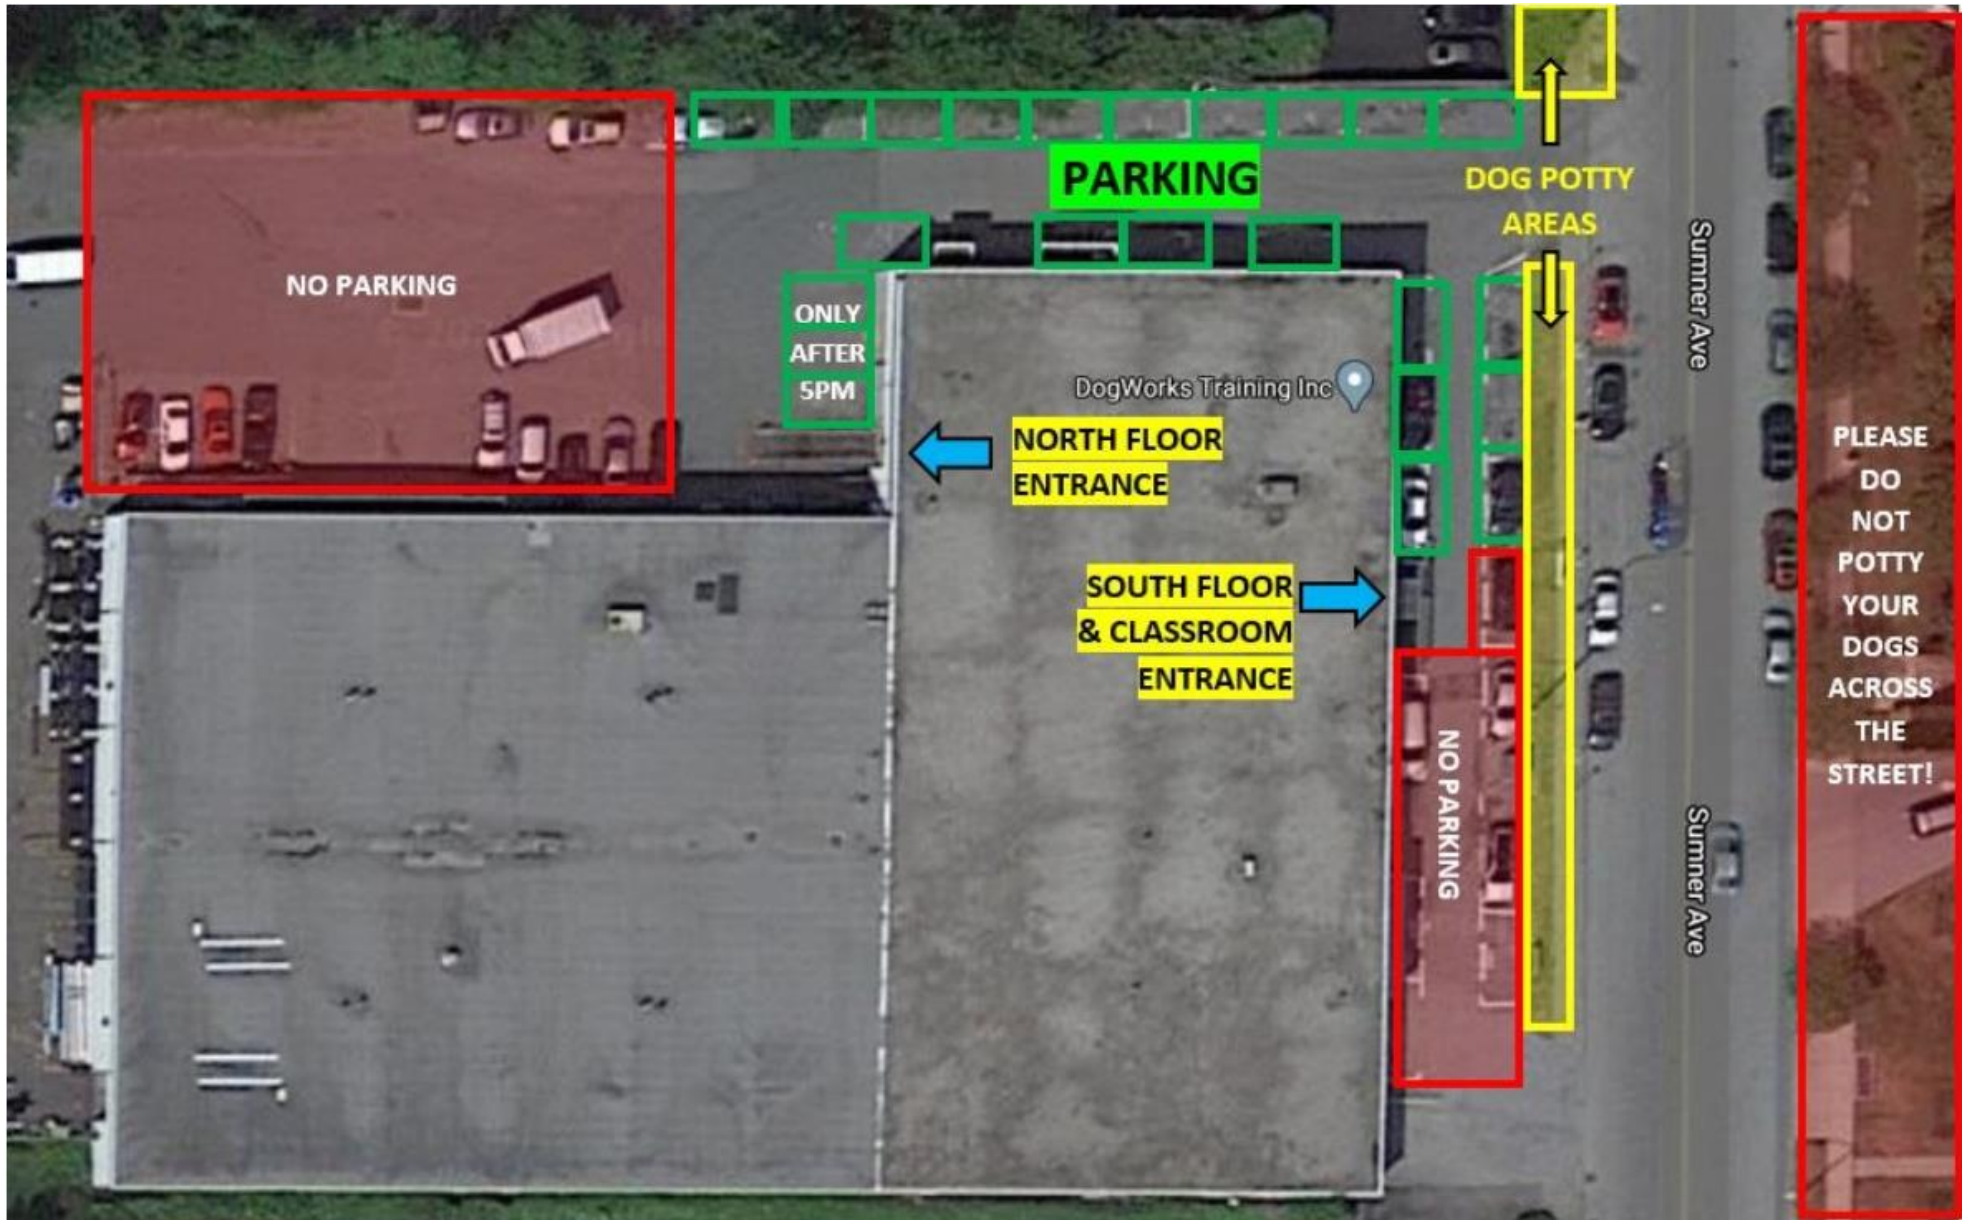 PARKING
DOG POTTY
AREAS
NO PARKING
ONLY
AFTER
5PM
Sumner Ave
DogWorks Training Inc
NORTH FLOOR
ENTRANCE
SOUTH FLOOR
& CLASSROOM
ENTRANCE
NO PARKING
Sumner Ave
PLEASE
DO
NOT
POTTY
YOUR
DOGS
ACROSS
THE
STREET!